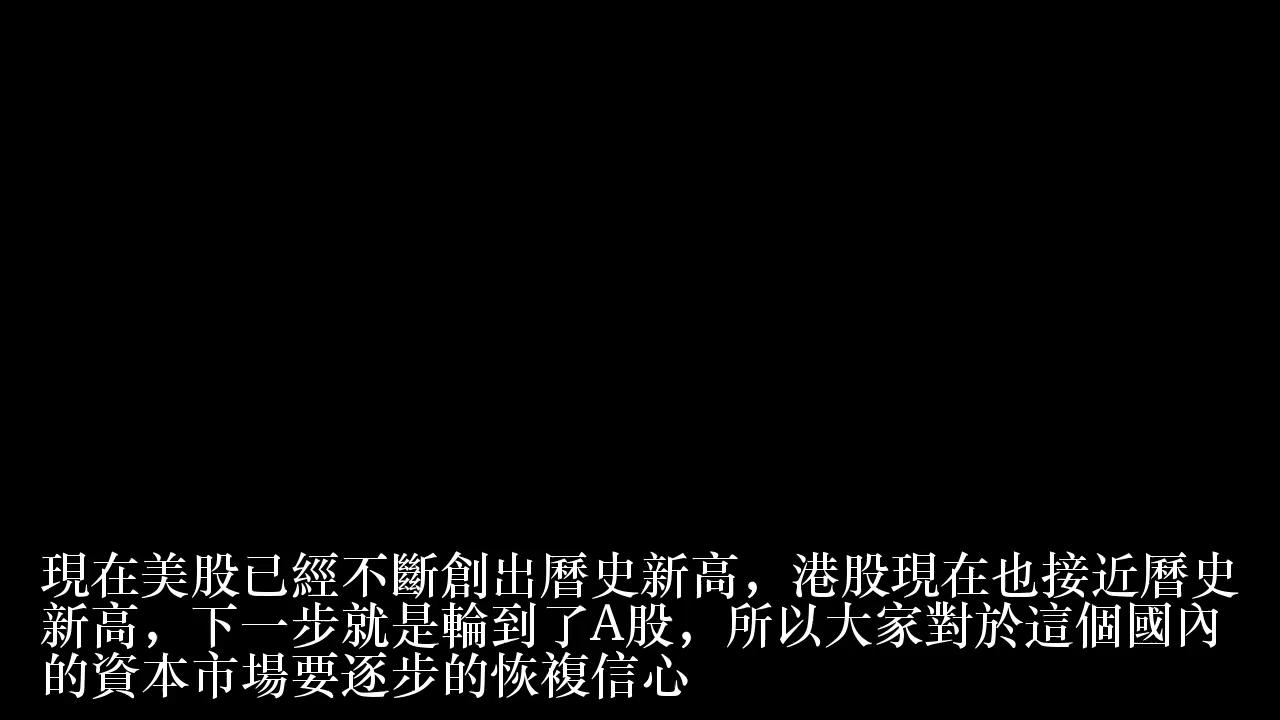 現在美股已經不斷創出曆史新高，港股現在也接近曆史
新高，下一步就是輪到了A股，所以大家對於這個國內
的資本市場要逐步的恢複信心